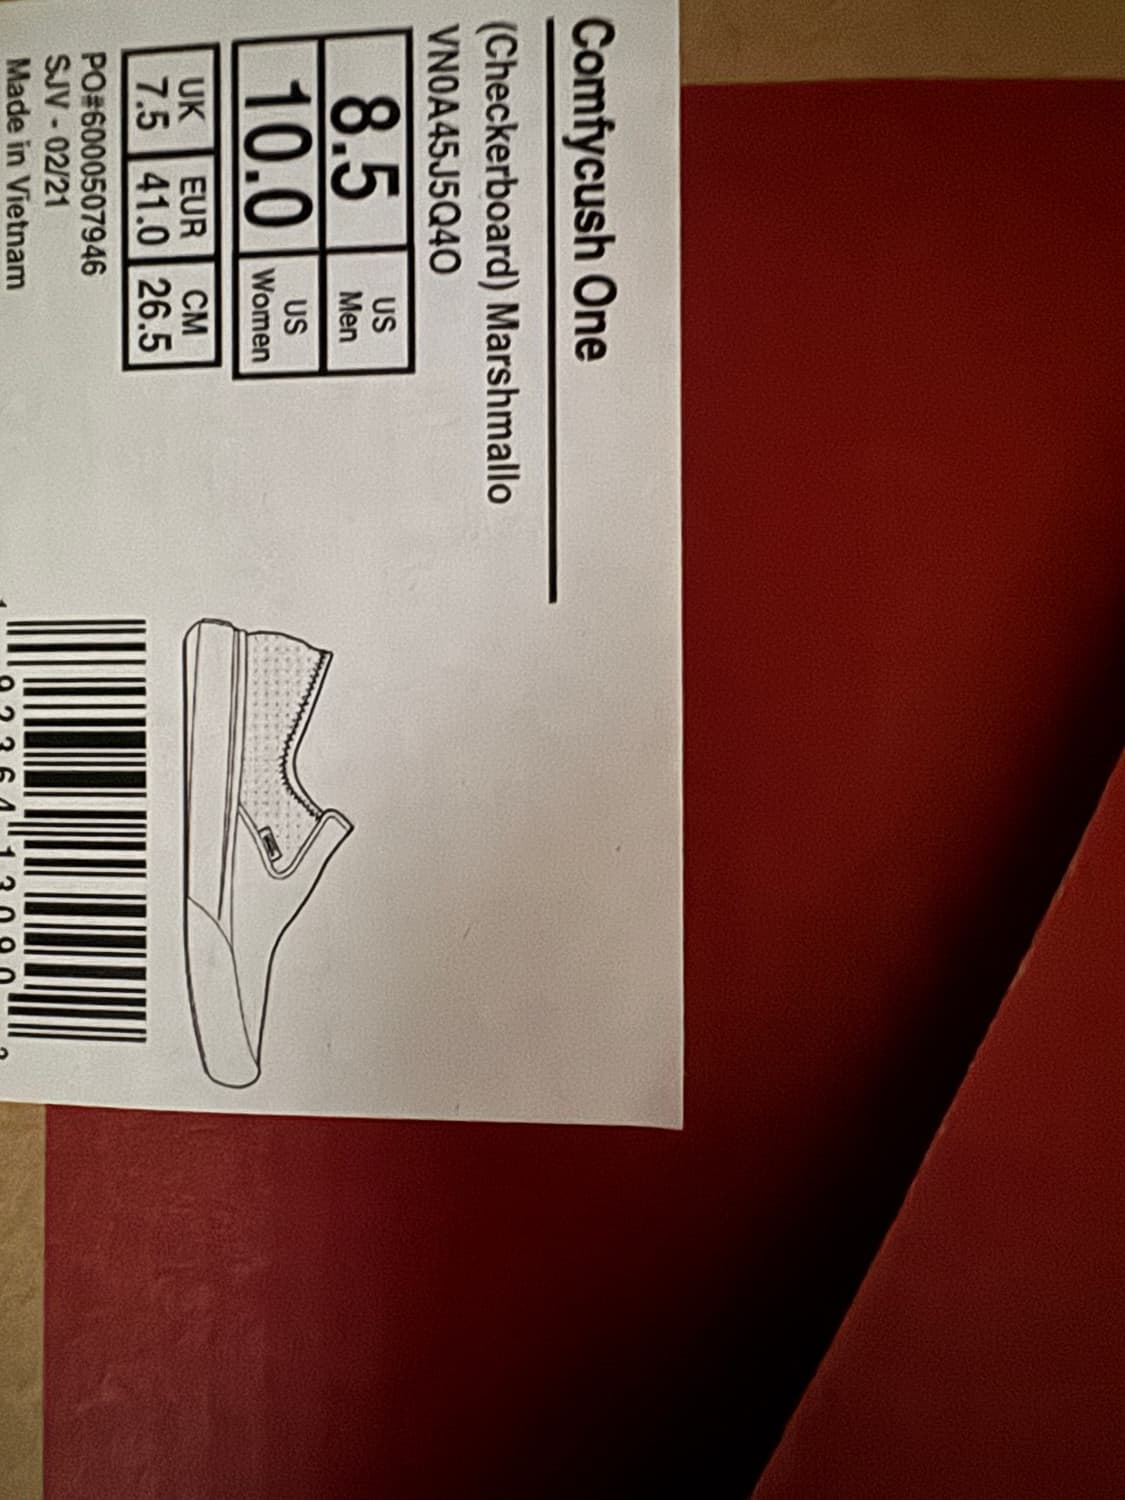 Comfycush One
(Checkerboard) Marshmallo
VN0A45J5Q4O
8.5 US Men
10.0 US Women
UK EUR CM
7.5 41.0 26.5
PO#6000507946
SJV - 02/21
Made in Vietnam